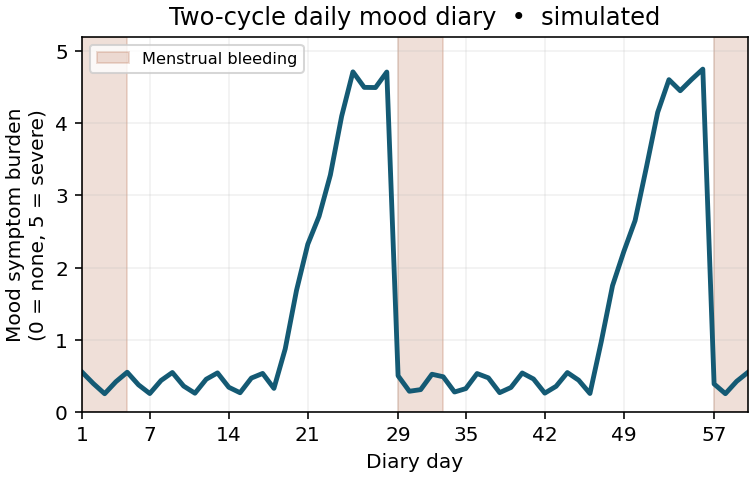 Two-cycle daily mood diary • simulated
Menstrual bleeding
Mood symptom burden
(0 = none, 5 = severe)
5
4
3
2
1
0
1 7 14 21 29 35 42 49 57
Diary day